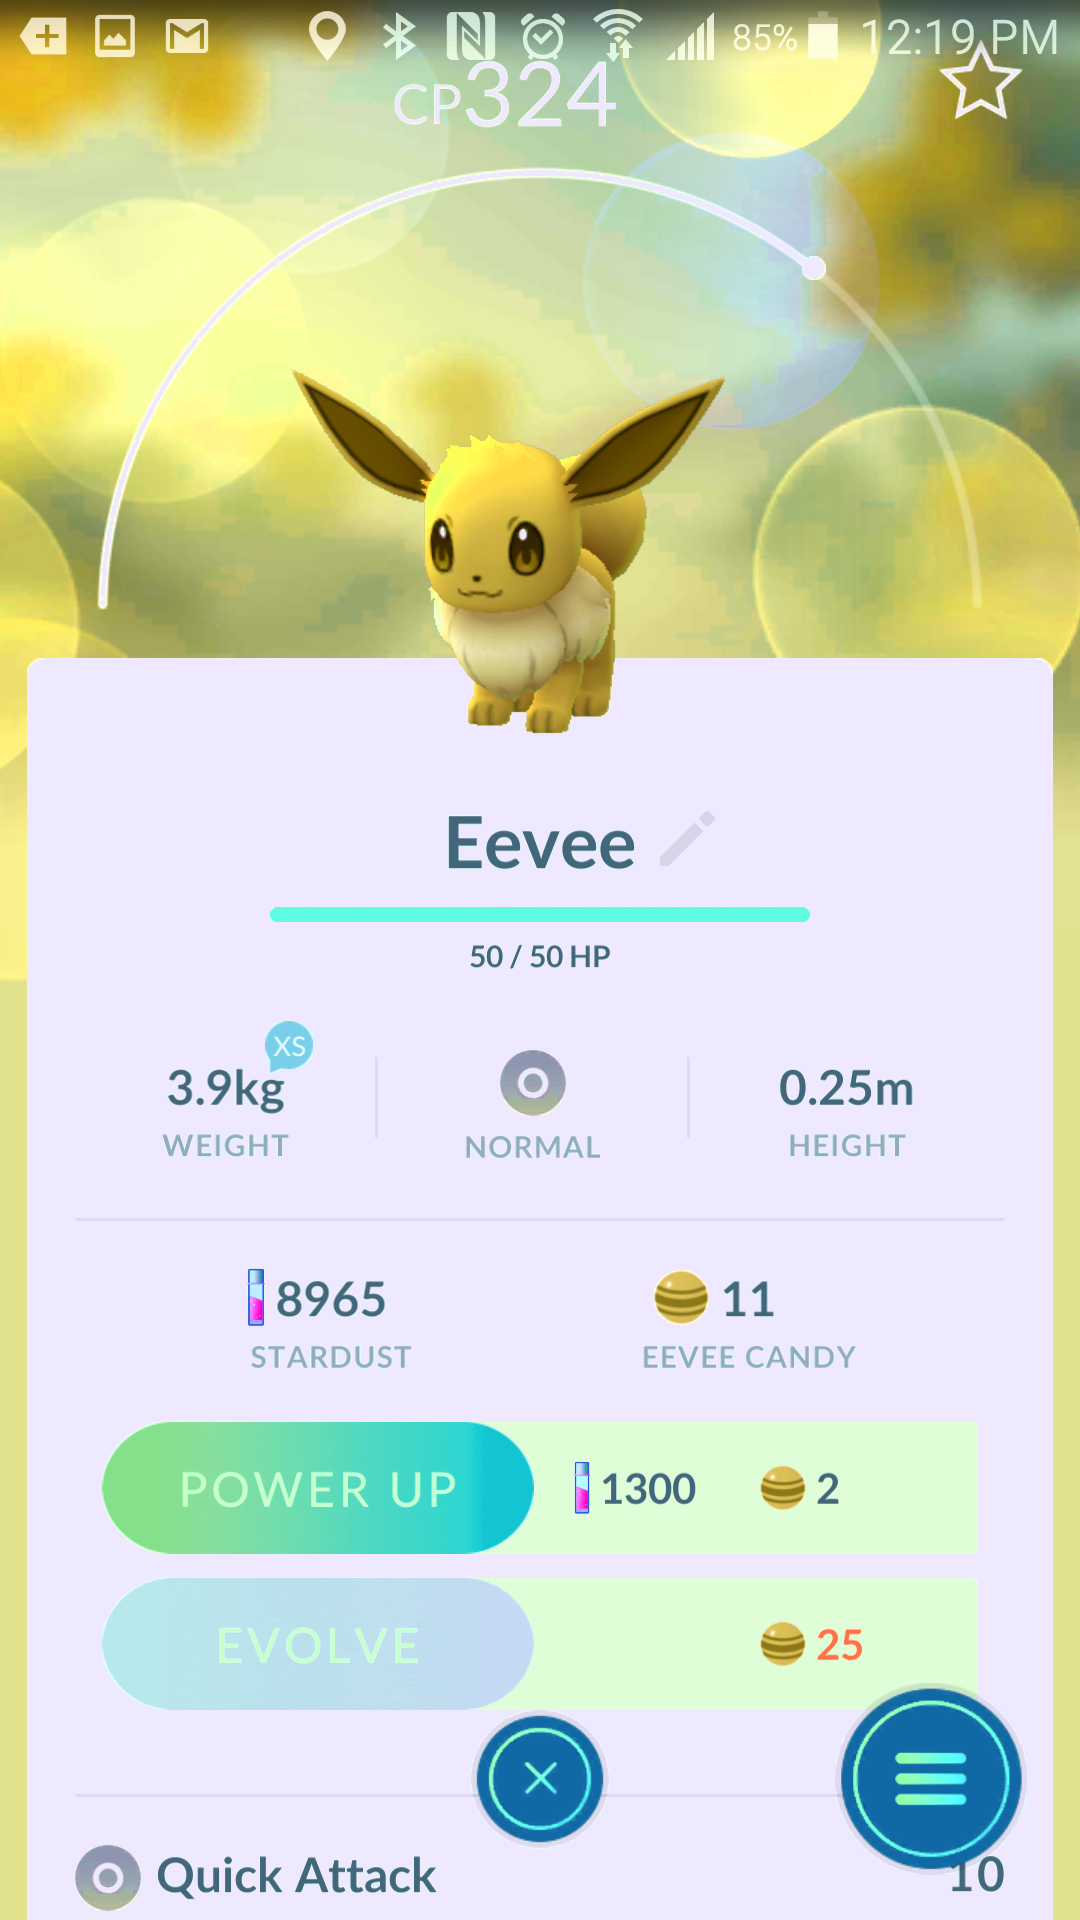 85% 12:19 PM
CP324
Eevee
50 / 50 HP
XS
3.9kg
WEIGHT
NORMAL
0.25m
HEIGHT
8965
STARDUST
11
EEVEE CANDY
POWER UP 1300 2
EVOLVE 25
Quick Attack 10